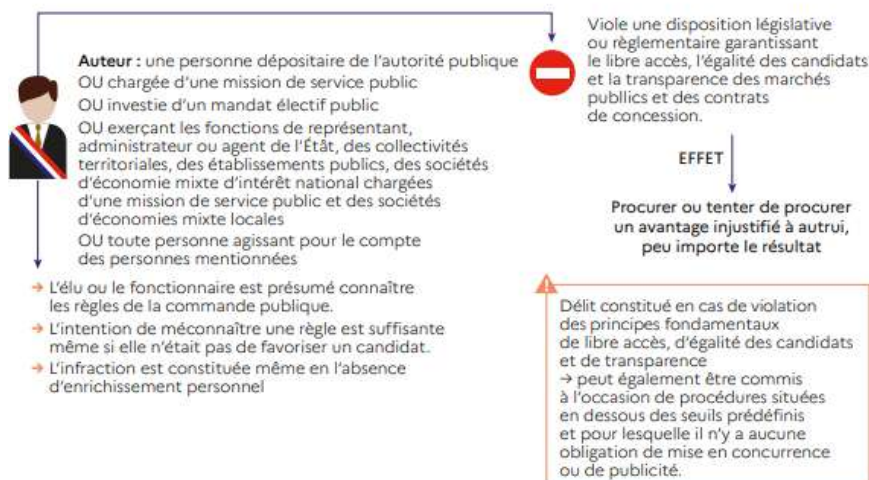 Auteur : une personne dépositaire de l'autorité publique
OU chargée d'une mission de service public
OU investie d'un mandat électif public
OU exerçant les fonctions de représentant,
administrateur ou agent de l'Étât, des collectivités
territoriales, des établissements publics, des sociétés
d'économie mixte d'intérêt national chargées
d'une mission de service public et des sociétés
d'économies mixte locales
OU toute personne agissant pour le compte
des personnes mentionnées
→ L'élu ou le fonctionnaire est présumé connaître
les règles de la commande publique.
→ L'intention de méconnaître une règle est suffisante
même si elle n'était pas de favoriser un candidat.
→ L'infraction est constituée même en l'absence
d'enrichissement personnel
Viole une disposition législative
ou règlementaire garantissant
le libre accès, l'égalité des candidats
et la transparence des marchés
publlics et des contrats
de concession.
EFFET
Procurer ou tenter de procurer
un avantage injustifié à autrui,
peu importe le résultat
Délit constitué en cas de violation
des principes fondamentaux
de libre accès, d'égalité des candidats
et de transparence
→ peut également être commis
à l'occasion de procédures situées
en dessous des seuils prédéfinis
et pour lesquelle il n'y a aucune
obligation de mise en concurrence
ou de publicité.